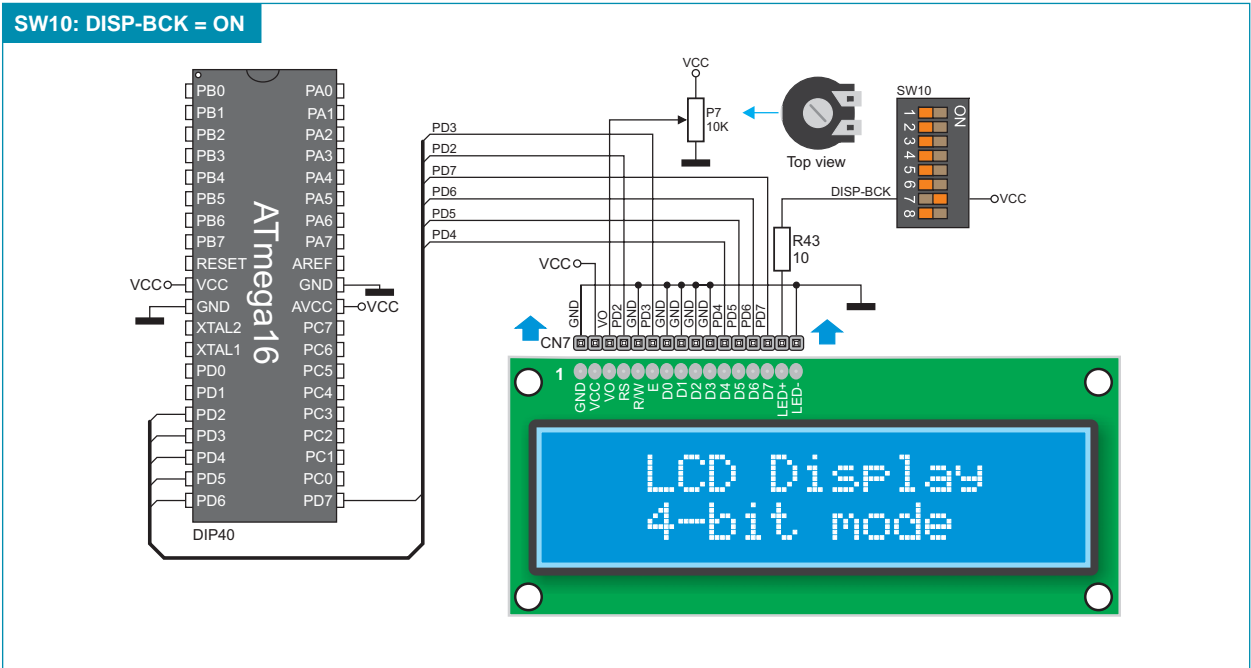 SW10: DISP-BCK = ON
PB0 PA0
PB1 PA1
PB2 PA2
PB3 PA3
PB4 PA4
PB5 PA5
PB6 PA6
PB7 PA7
RESET AREF
VCC VCC GND
GND AVCC VCC
XTAL2 PC7
XTAL1 PC6
PD0 PC5
PD1 PC4
PD2 PC3
PD3 PC2
PD4 PC1
PD5 PC0
PD6 PD7
ATmega16
DIP40
PD3
PD2
PD7
PD6
PD5
PD4
VCC
P7
10K
Top view
SW10
ON
1
2
3
4
5
6
7
8
DISP-BCK
VCC
R43
10
VCC
GND
VO
PD2
GND
PD3
GND
GND
GND
GND
PD4
PD5
PD6
PD7
CN7
1
GND
VCC
VO
RS
R/W
E
D0
D1
D2
D3
D4
D5
D6
D7
LED+
LED-
LCD Display
4-bit mode